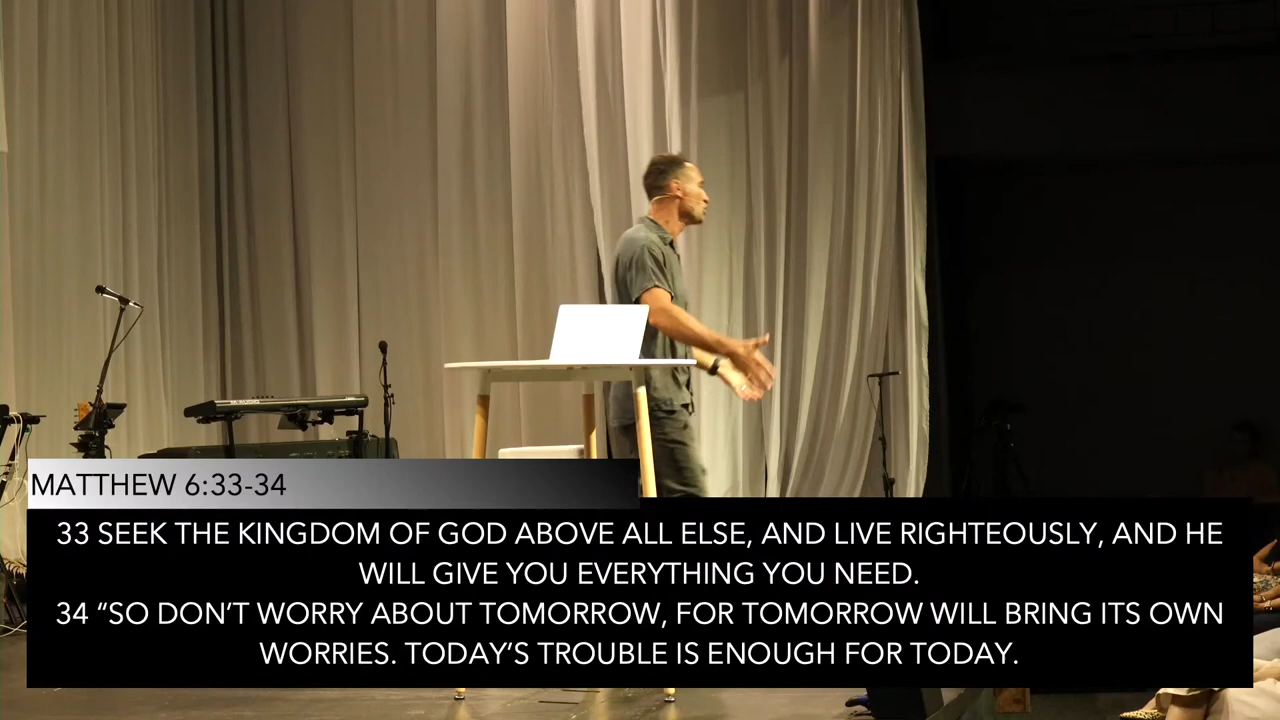 MATTHEW 6:33-34
33 SEEK THE KINGDOM OF GOD ABOVE ALL ELSE, AND LIVE RIGHTEOUSLY, AND HE
WILL GIVE YOU EVERYTHING YOU NEED.
34 “SO DON’T WORRY ABOUT TOMORROW, FOR TOMORROW WILL BRING ITS OWN
WORRIES. TODAY’S TROUBLE IS ENOUGH FOR TODAY.